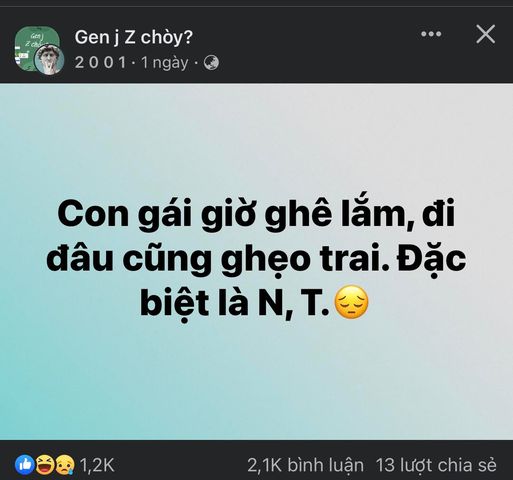 Gen j Z chòy?
2 0 0 1 · 1 ngày ·
Con gái giờ ghê lắm, đi
đâu cũng ghẹo trai. Đặc
biệt là N, T.😔
1,2K 2,1K bình luận 13 lượt chia sẻ